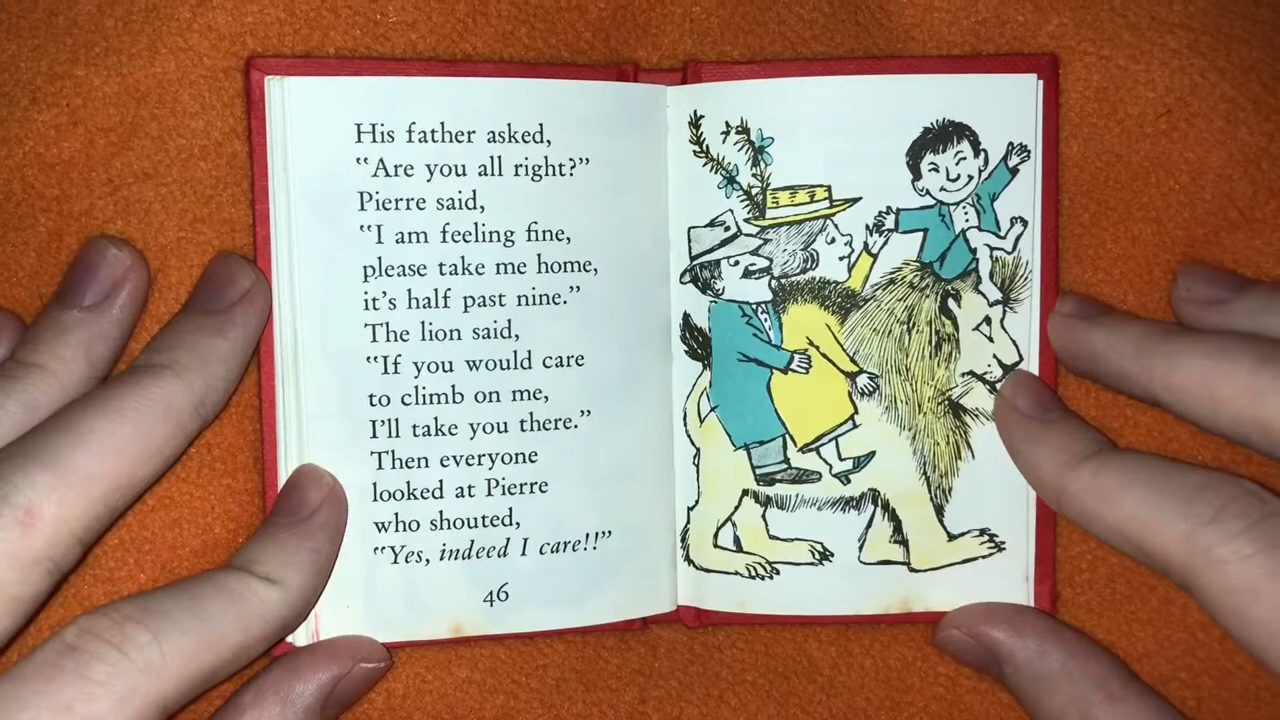 His father asked,
“Are you all right?”
Pierre said,
“I am feeling fine,
please take me home,
it’s half past nine.”
The lion said,
“If you would care
to climb on me,
I’ll take you there.”
Then everyone
looked at Pierre
who shouted,
“Yes, indeed I care!!”
46